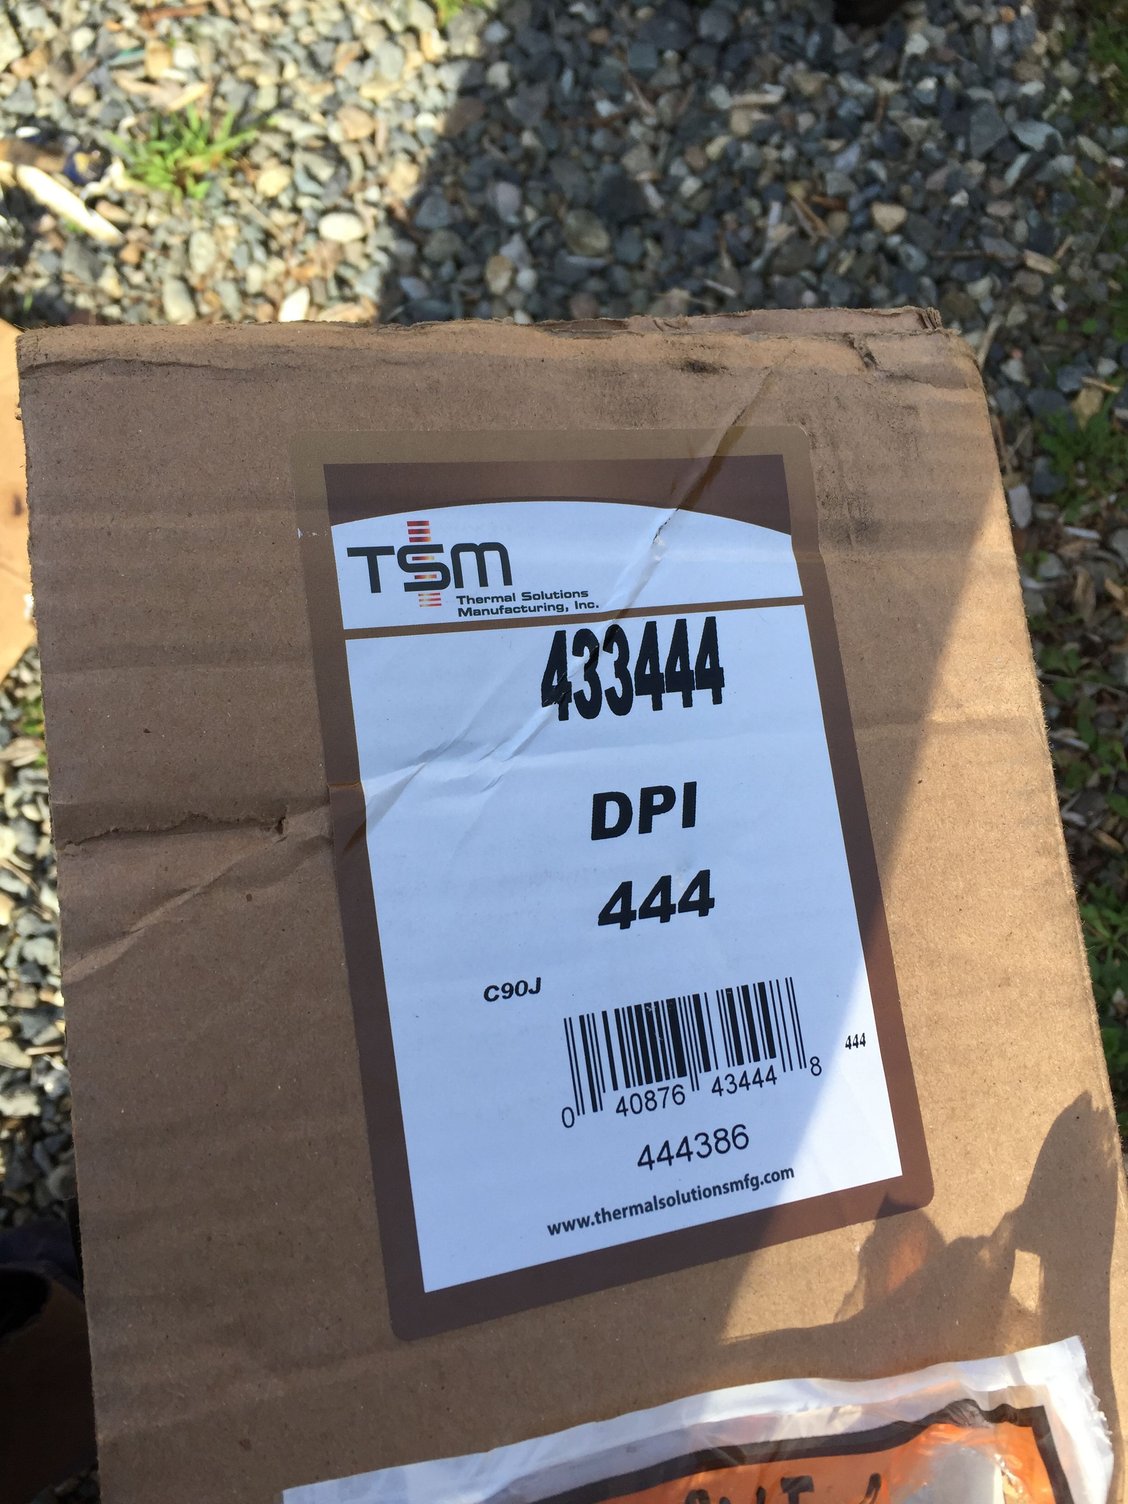 TSM
Thermal Solutions
Manufacturing, Inc.
433444
DPI
444
C90J
444
0 40876 43444 8
444386
www.thermalsolutionsmfg.com